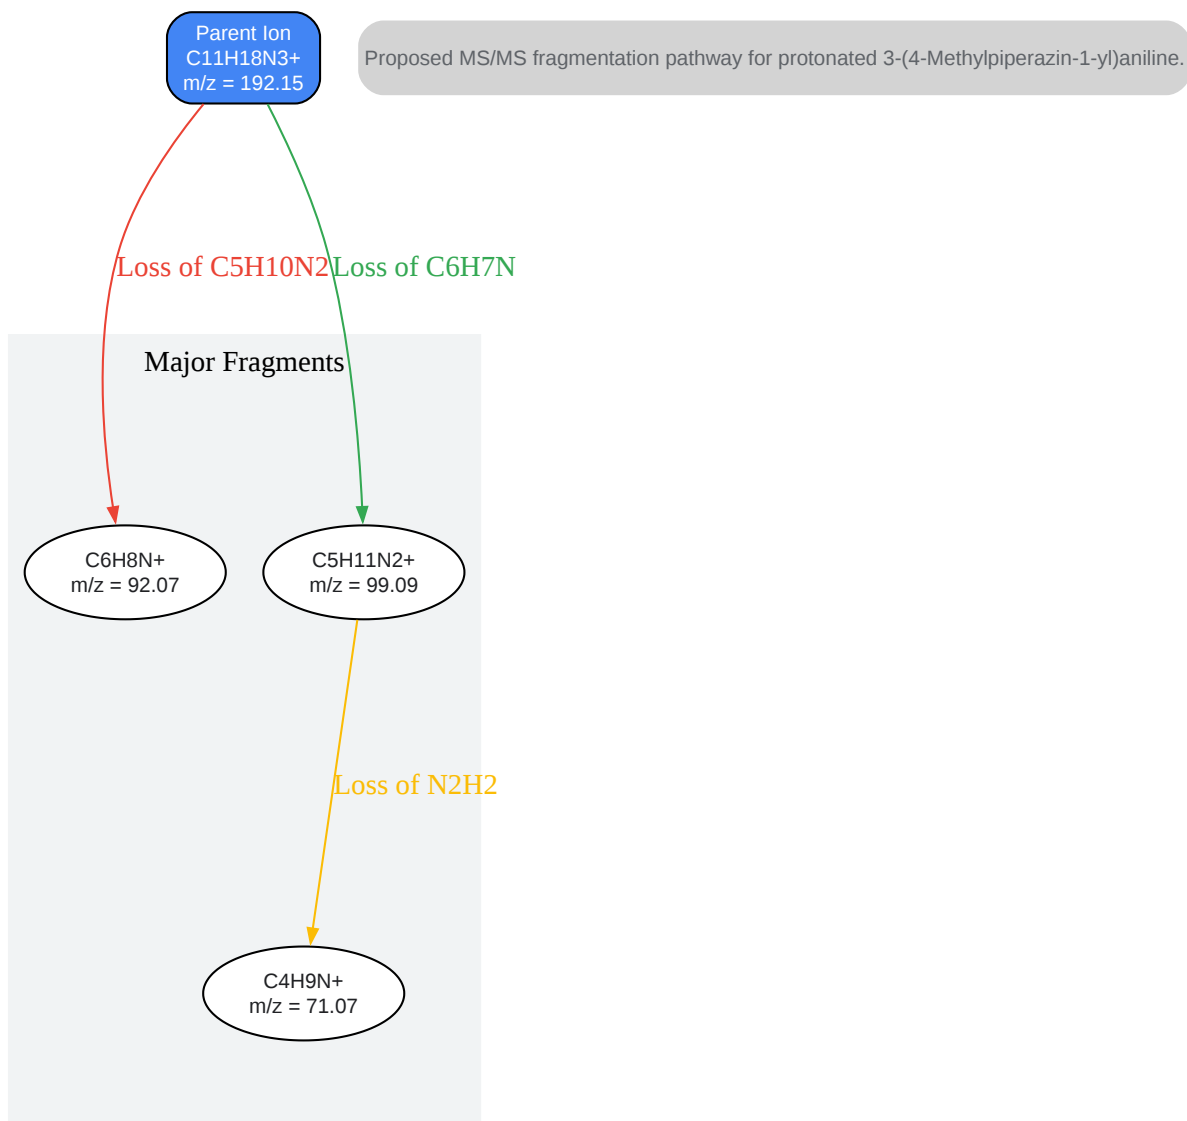 Parent Ion
C11H18N3+
m/z = 192.15
Proposed MS/MS fragmentation pathway for protonated 3-(4-Methylpiperazin-1-yl)aniline.
Loss of C5H10N2
Loss of C6H7N
Major Fragments
C6H8N+
m/z = 92.07
C5H11N2+
m/z = 99.09
Loss of N2H2
C4H9N+
m/z = 71.07